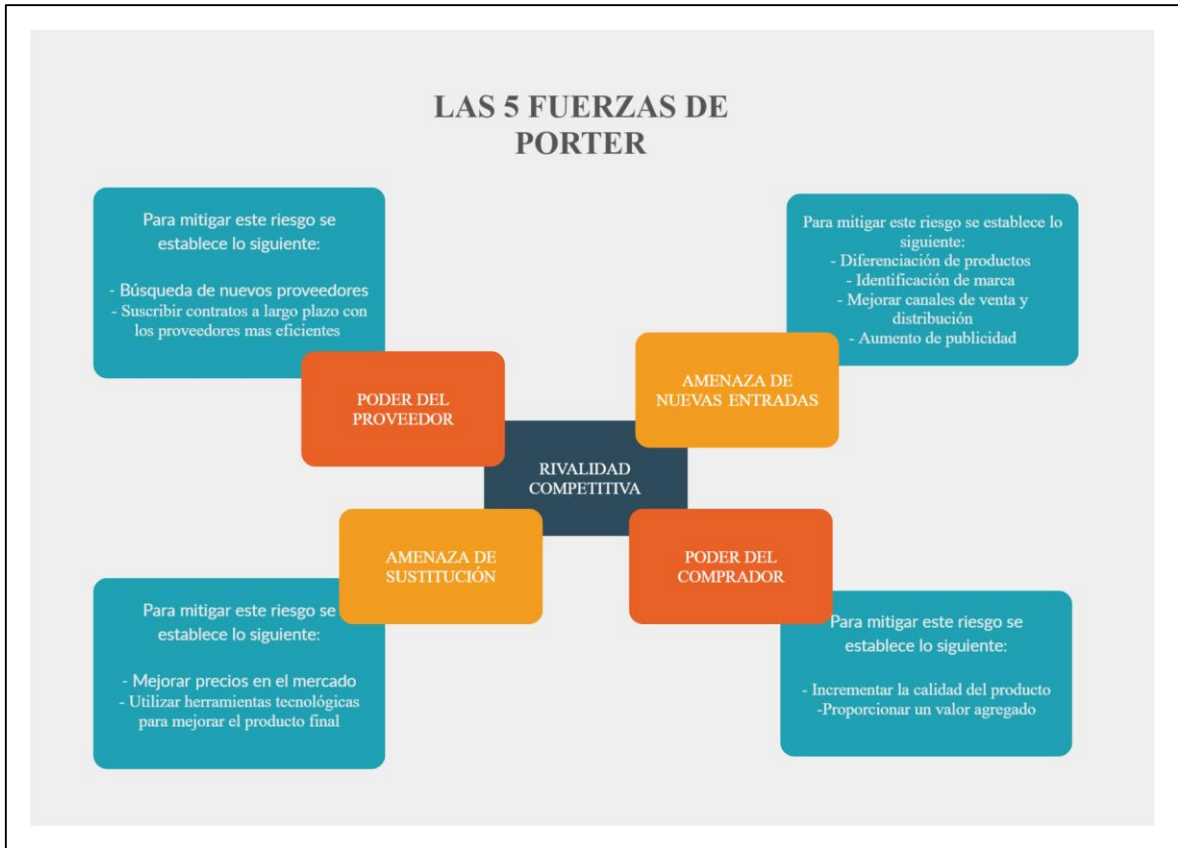 LAS 5 FUERZAS DE
PORTER
Para mitigar este riesgo se
establece lo siguiente:
- Búsqueda de nuevos proveedores
- Suscribir contratos a largo plazo con
los proveedores mas eficientes
Para mitigar este riesgo se establece lo
siguiente:
- Diferenciación de productos
- Identificación de marca
- Mejorar canales de venta y
distribución
- Aumento de publicidad
PODER DEL
PROVEEDOR
AMENAZA DE
NUEVAS ENTRADAS
RIVALIDAD
COMPETITIVA
AMENAZA DE
SUSTITUCIÓN
PODER DEL
COMPRADOR
Para mitigar este riesgo se
establece lo siguiente:
- Mejorar precios en el mercado
- Utilizar herramientas tecnológicas
para mejorar el producto final
Para mitigar este riesgo se
establece lo siguiente:
- Incrementar la calidad del producto
-Proporcionar un valor agregado